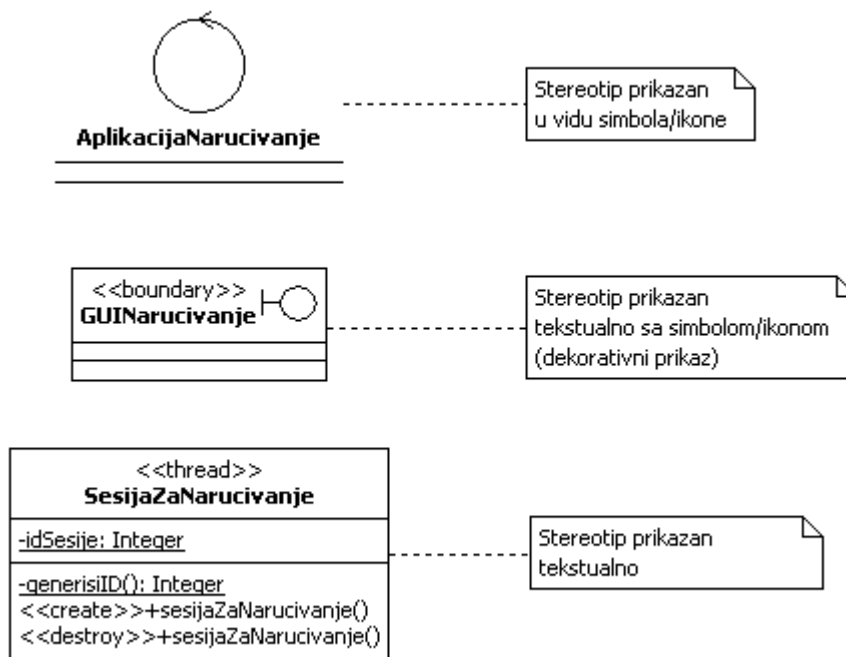 AplikacijaNarucivanje
Stereotip prikazan
u vidu simbola/ikone
<<boundary>>
GUINarucivanje
Stereotip prikazan
tekstualno sa simbolom/ikonom
(dekorativni prikaz)
<<thread>>
SesijaZaNarucivanje
-idSesije: Integer
-generisiID(): Integer
<<create>>+sesijaZaNarucivanje()
<<destroy>>+sesijaZaNarucivanje()
Stereotip prikazan
tekstualno